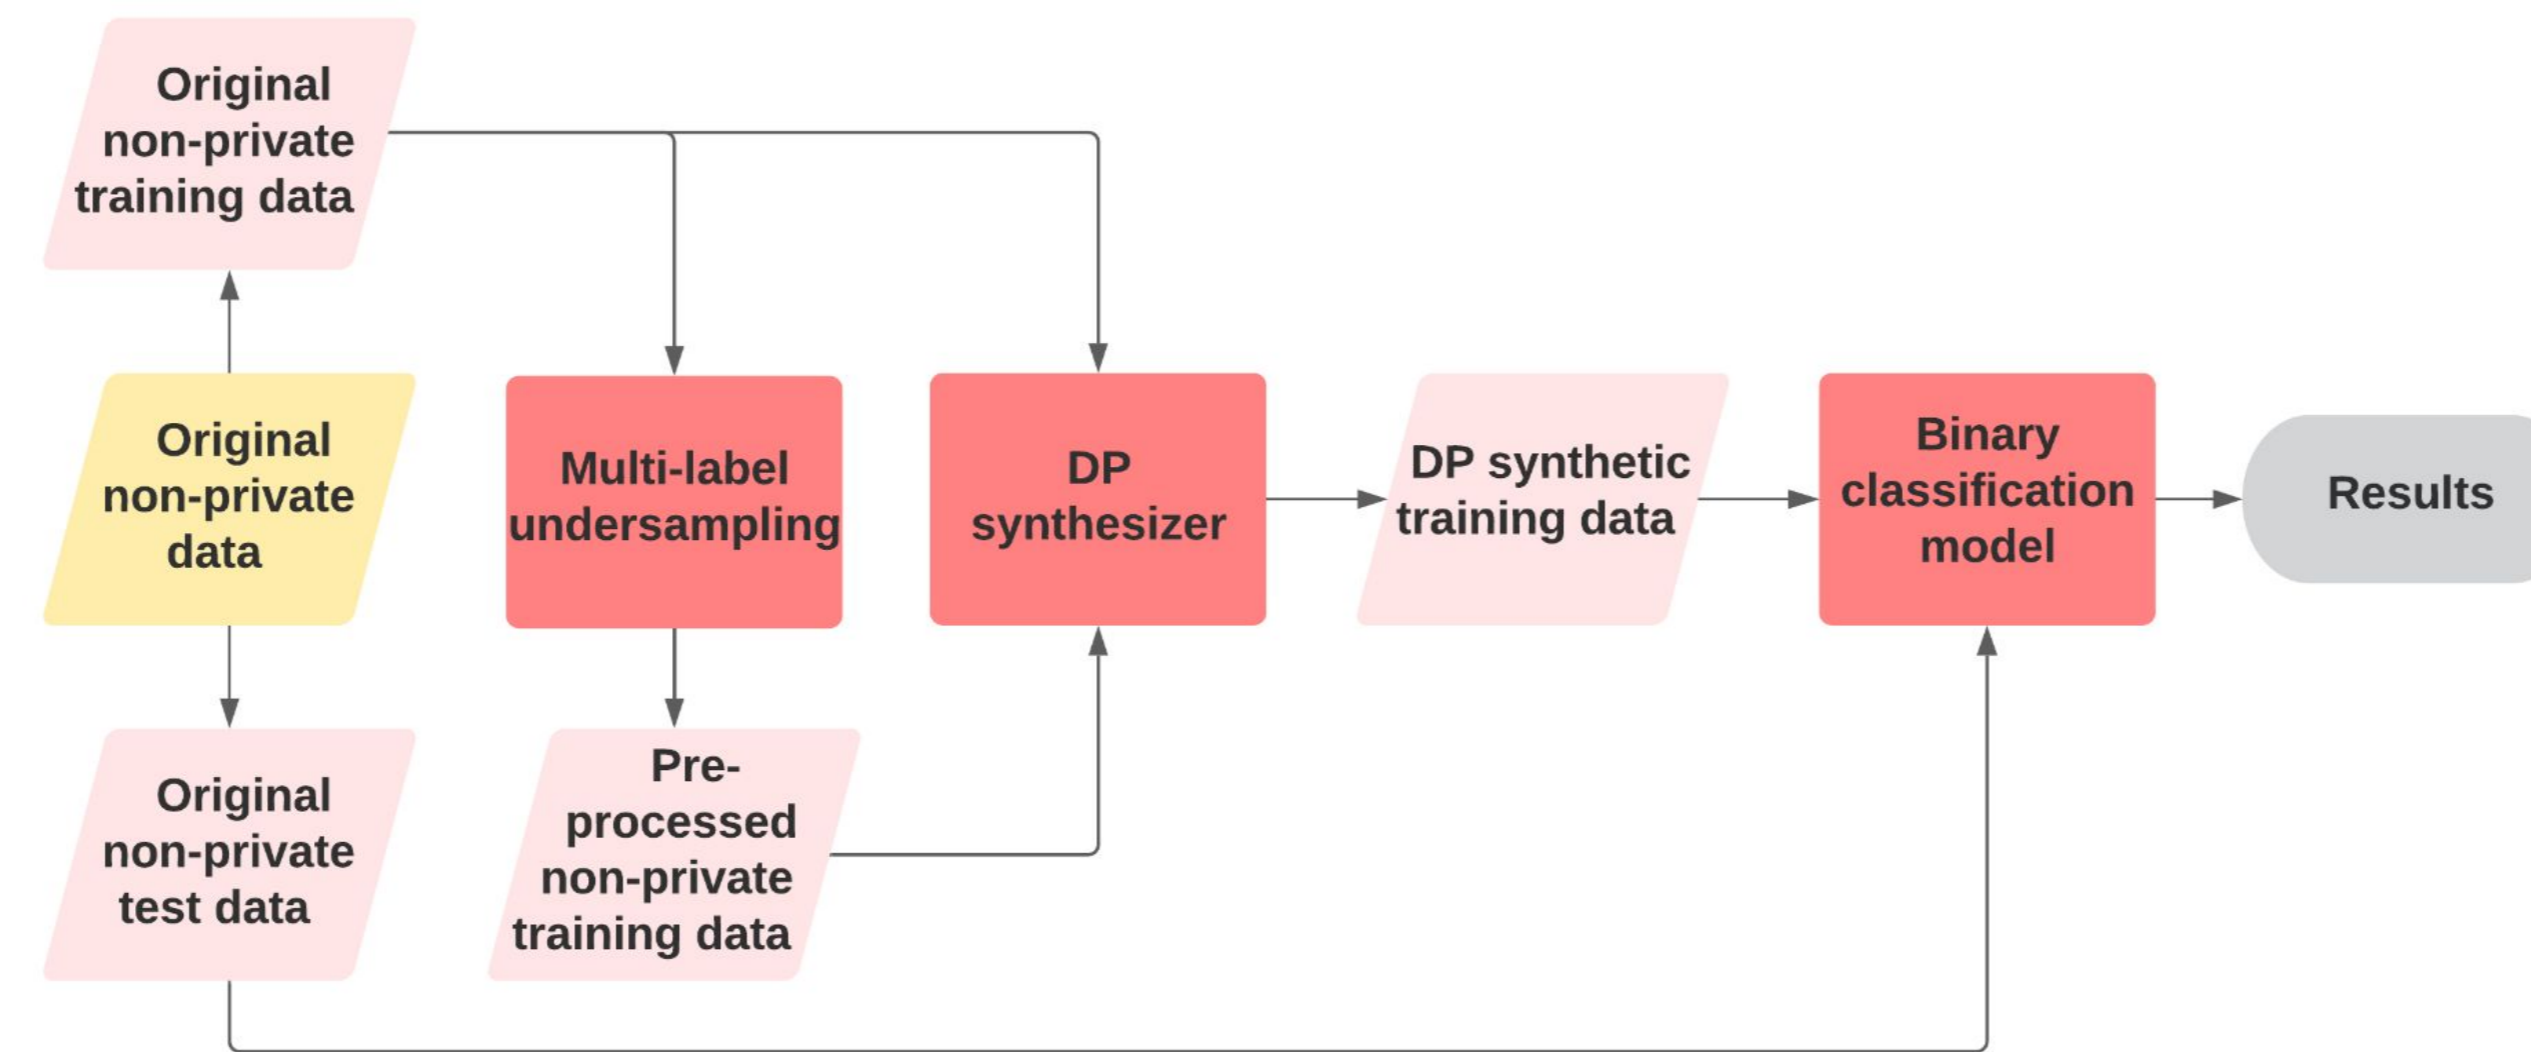 Original
non-private
training data
Original
non-private
data
Original
non-private
test data
Multi-label
undersampling
Pre-
processed
non-private
training data
DP
synthesizer
DP synthetic
training data
Binary
classification
model
Results